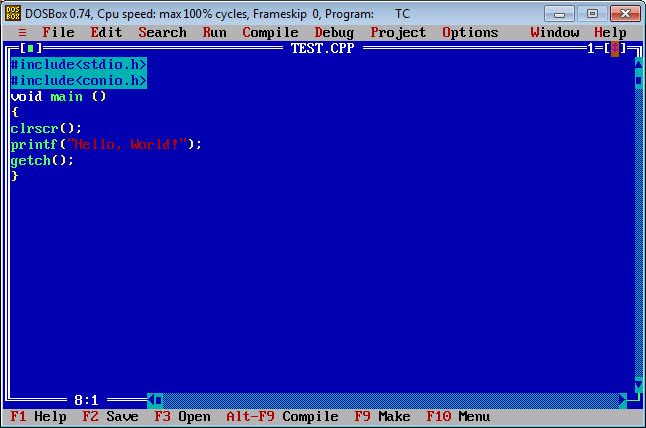 DOSBox 0.74, Cpu speed: max 100% cycles, Frameskip 0, Program: TC
≡ File Edit Search Run Compile Debug Project Options Window Help
[■] TEST.CPP 1=[↕]
#include<stdio.h>
#include<conio.h>
void main ()
{
clrscr();
printf("Hello, World!");
getch();
}
8:1
F1 Help F2 Save F3 Open Alt-F9 Compile F9 Make F10 Menu